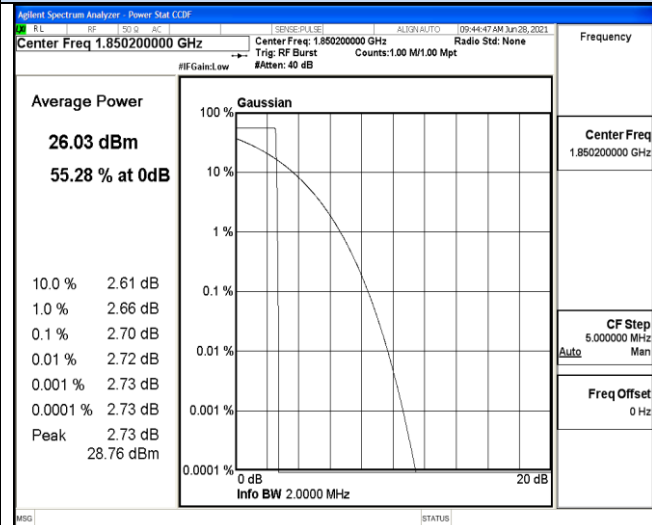 Agilent Spectrum Analyzer - Power Stat CCDF
RL RF 50 Ω AC SENSE:PULSE ALIGN AUTO 09:44:47 AM Jun 28, 2021
Center Freq 1.850200000 GHz
Center Freq: 1.850200000 GHz Radio Std: None
Trig: RF Burst Counts:1.00 M/1.00 Mpt
#IFGain:Low #Atten: 40 dB
Frequency
Average Power
26.03 dBm
55.28 % at 0dB
10.0 % 2.61 dB
1.0 % 2.66 dB
0.1 % 2.70 dB
0.01 % 2.72 dB
0.001 % 2.73 dB
0.0001 % 2.73 dB
Peak 2.73 dB
28.76 dBm
Gaussian
100 %
10 %
1 %
0.1 %
0.01 %
0.001 %
0.0001 %
0 dB 20 dB
Info BW 2.0000 MHz
Center Freq
1.850200000 GHz
CF Step
5.000000 MHz
Auto Man
Freq Offset
0 Hz
MSG STATUS